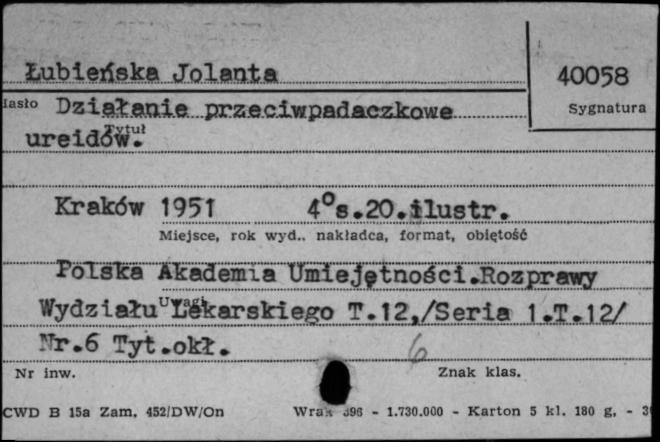 Łubieńska Jolanta
40058
Hasło Działanie przeciwpadaczkowe
Sygnatura
Tytuł
ureidów.
Kraków 1951 4°s.20.ilustr.
Miejsce, rok wyd., nakładca, format, objętość
Polska Akademia Umiejętności.Rozprawy
Uwagi
Wydziału Lekarskiego T.12,/Seria 1.T.12/
Nr.6 Tyt.okł.
6
Nr inw.
Znak klas.
CWD B 15a Zam. 452/DW/On - 1.730.000 - Karton 5 kl. 180 g. -